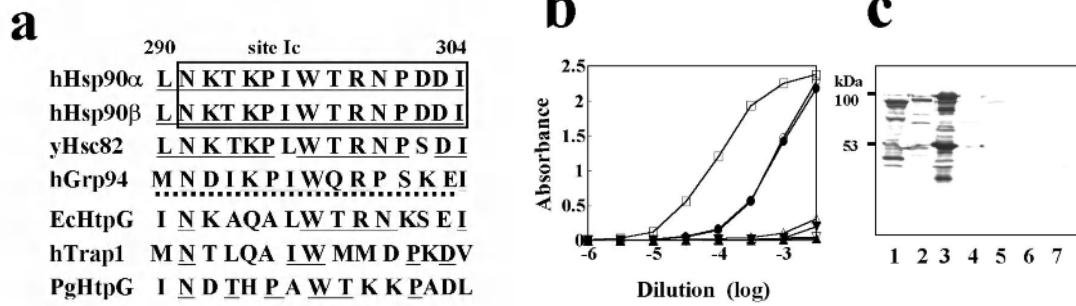 a
290 site Ic 304
hHsp90α L N K T K P I W T R N P D D I
hHsp90β L N K T K P I W T R N P D D I
yHsc82 L N K T K P L W T R N P S D I
hGrp94 M N D I K P I W Q R P S K E I
EcHtpG I N K A Q A L W T R N K S E I
hTrap1 M N T L Q A I W M M D P K D V
PgHtpG I N D T H P A W T K K P A D L
b
Absorbance
2.5
2
1.5
1
0.5
0
-6 -5 -4 -3
Dilution (log)
c
kDa
100
53
1 2 3 4 5 6 7